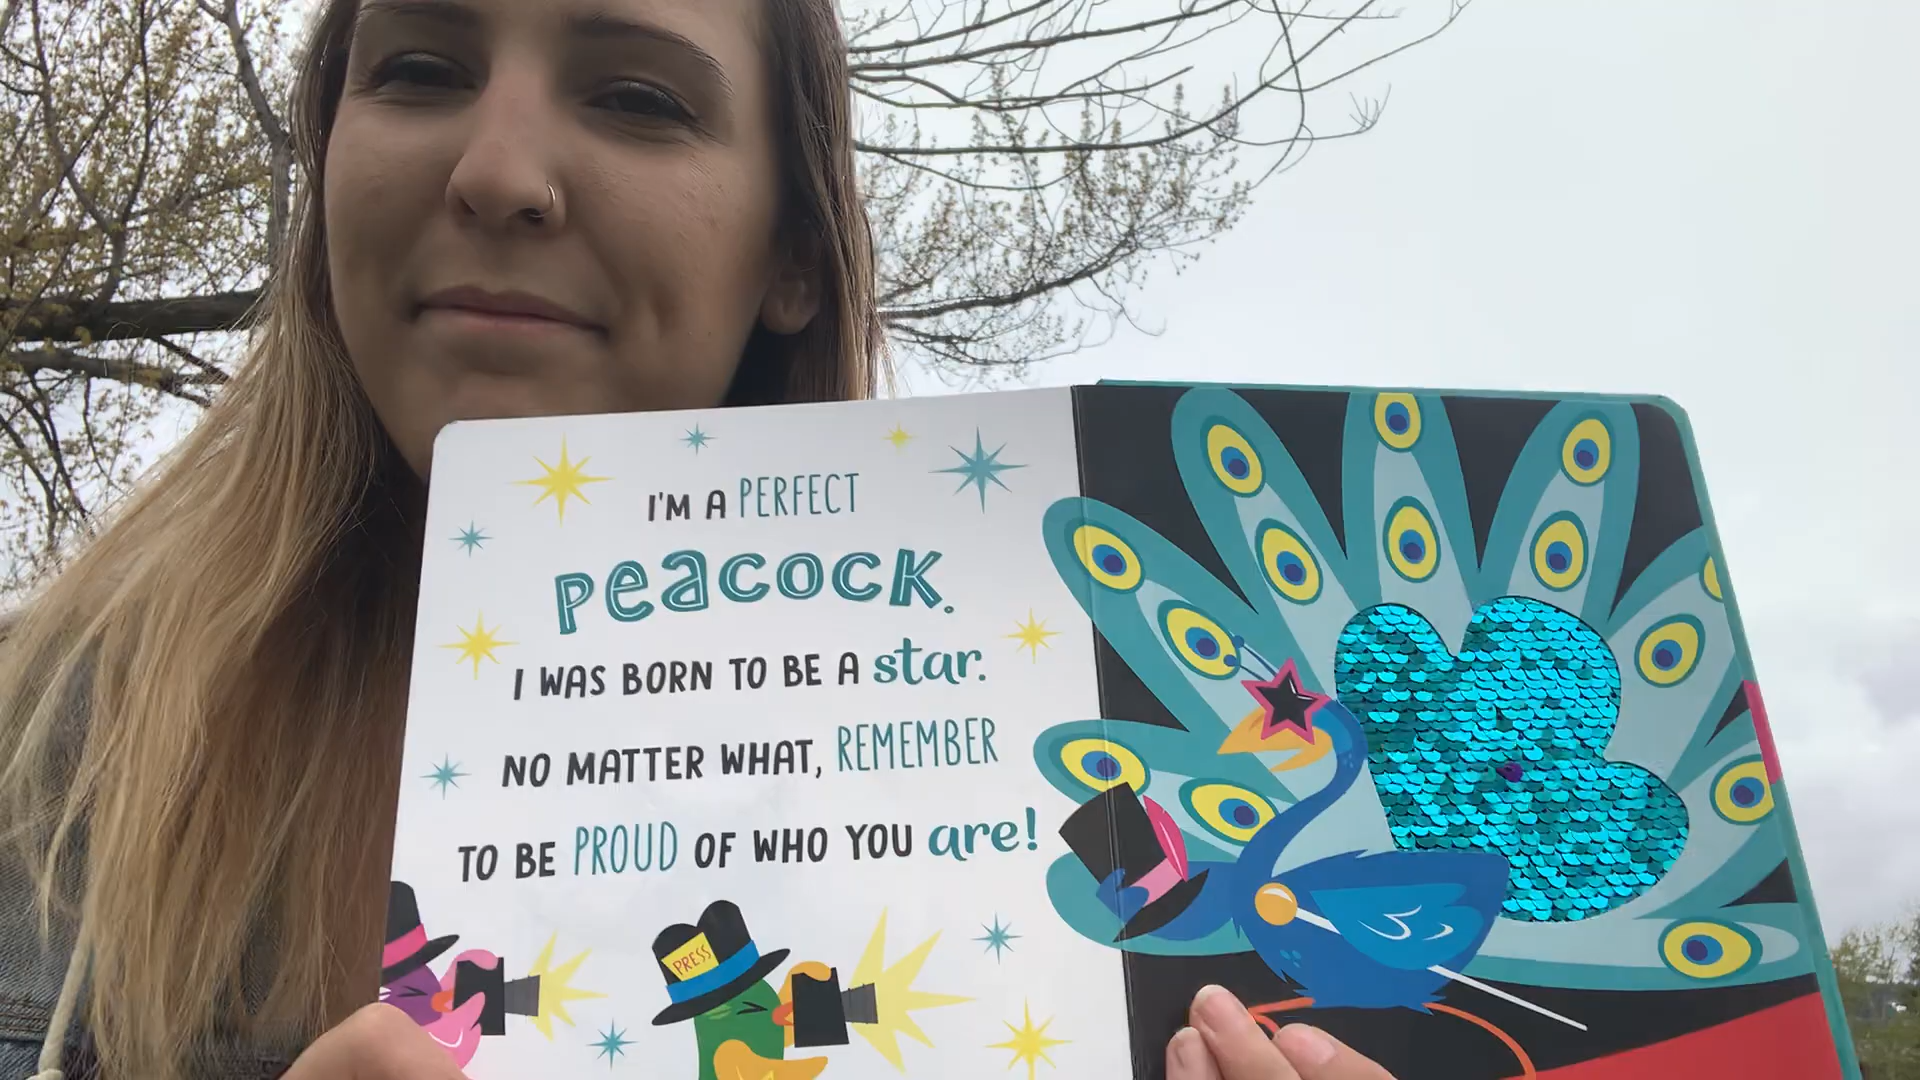 I'M A PERFECT
PEACOCK.
I WAS BORN TO BE A star.
NO MATTER WHAT, REMEMBER
TO BE PROUD OF WHO YOU are!
PRESS